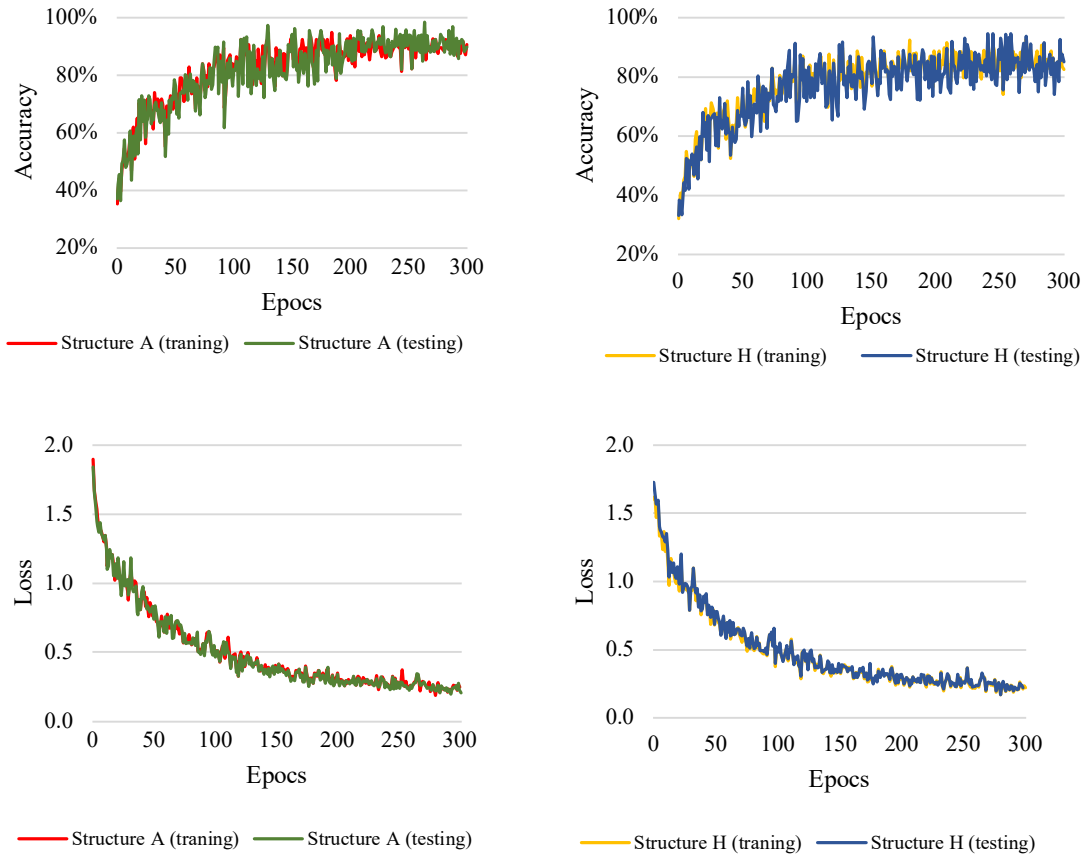 100%
80%
60%
40%
20%
Accuracy
0 50 100 150 200 250 300
Epocs
Structure A (traning) Structure A (testing)
100%
80%
60%
40%
20%
Accuracy
0 50 100 150 200 250 300
Epocs
Structure H (traning) Structure H (testing)
2.0
1.5
1.0
0.5
0.0
Loss
0 50 100 150 200 250 300
Epocs
Structure A (traning) Structure A (testing)
2.0
1.5
1.0
0.5
0.0
Loss
0 50 100 150 200 250 300
Epocs
Structure H (traning) Structure H (testing)